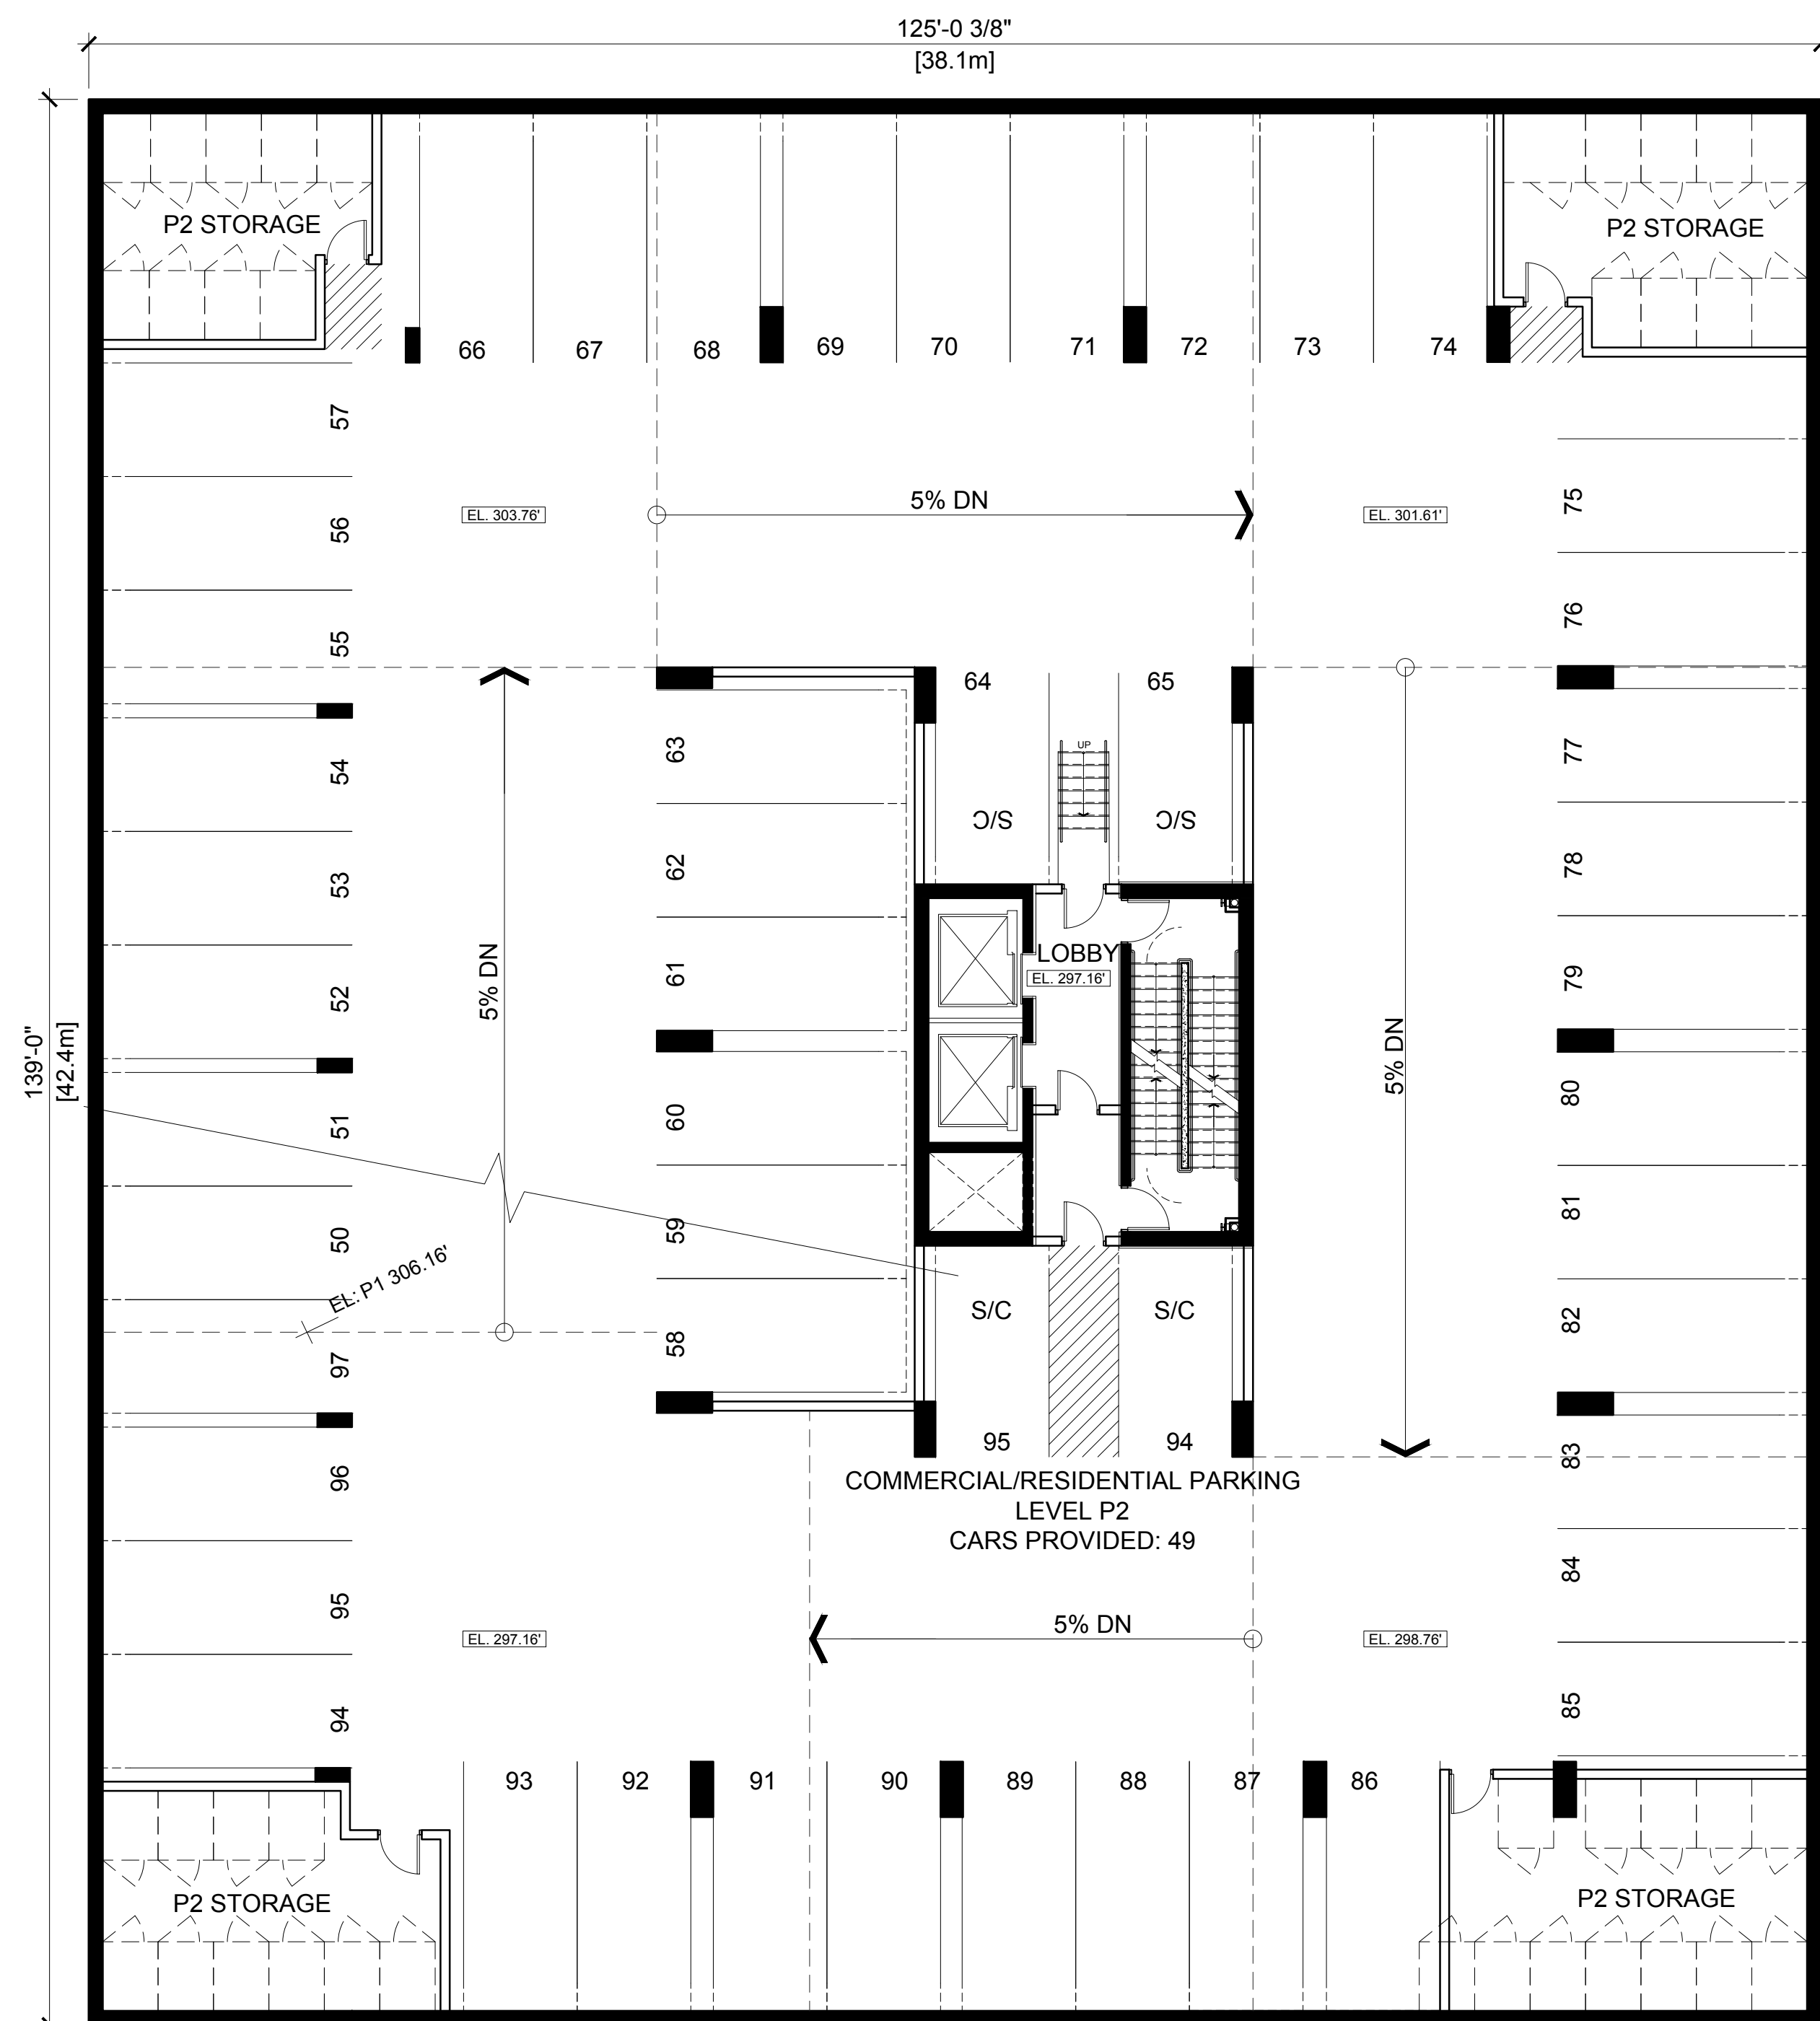 125'-0 3/8"
[38.1m]
P2 STORAGE
P2 STORAGE
66
67
68
69
70
71
72
73
74
57
56
55
54
53
52
51
50
97
96
95
94
EL. 303.76'
5% DN
EL. 301.61'
75
76
77
78
79
80
81
82
83
84
85
64
65
UP
S/C
S/C
63
62
61
60
59
58
5% DN
LOBBY
EL. 297.16'
5% DN
139'-0"
[42.4m]
EL: P1 306.16'
S/C
S/C
95
94
COMMERCIAL/RESIDENTIAL PARKING
LEVEL P2
CARS PROVIDED: 49
EL. 297.16'
5% DN
EL. 298.76'
93
92
91
90
89
88
87
86
P2 STORAGE
P2 STORAGE